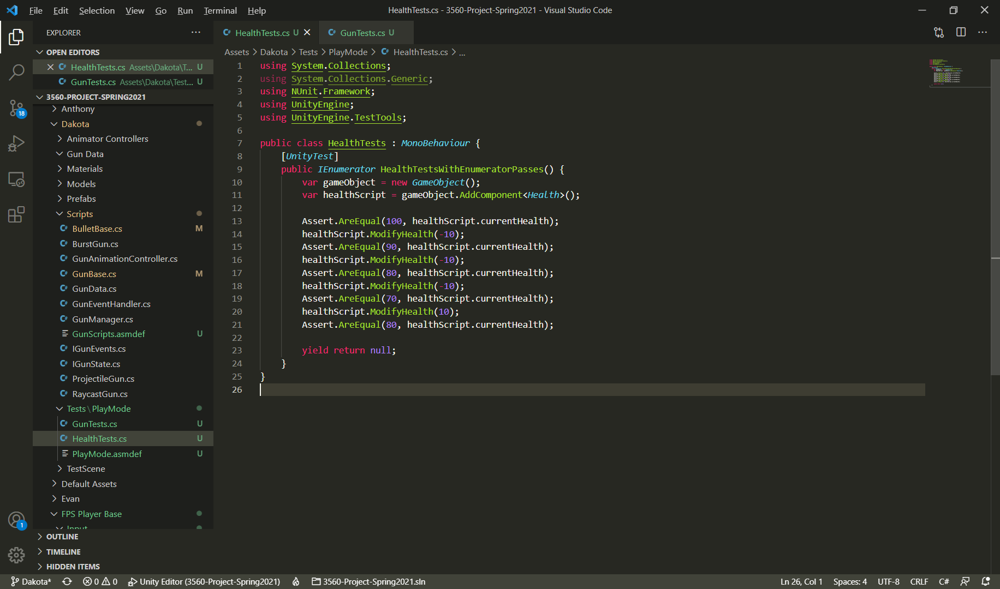 File Edit Selection View Go Run Terminal Help
HealthTests.cs - 3560-Project-Spring2021 - Visual Studio Code
EXPLORER
OPEN EDITORS
HealthTests.cs Assets\Dakota\T... U
GunTests.cs Assets\Dakota\Test... U
3560-PROJECT-SPRING2021
Anthony
Dakota
Animator Controllers
Gun Data
Materials
Models
Prefabs
Scripts
BulletBase.cs M
BurstGun.cs
GunAnimationController.cs
GunBase.cs M
GunData.cs
GunEventHandler.cs
GunManager.cs
GunScripts.asmdef U
IGunEvents.cs
IGunState.cs
ProjectileGun.cs
RaycastGun.cs
Tests\PlayMode
GunTests.cs U
HealthTests.cs U
PlayMode.asmdef U
TestScene
Default Assets
Evan
FPS Player Base
Input
OUTLINE
TIMELINE
HIDDEN ITEMS
18
1
HealthTests.cs U
GunTests.cs U
Assets > Dakota > Tests > PlayMode > HealthTests.cs > ...
1 using System.Collections;
2 using System.Collections.Generic;
3 using NUnit.Framework;
4 using UnityEngine;
5 using UnityEngine.TestTools;
6
7 public class HealthTests : MonoBehaviour {
8 [UnityTest]
9 public IEnumerator HealthTestsWithEnumeratorPasses() {
10 var gameObject = new GameObject();
11 var healthScript = gameObject.AddComponent<Health>();
12
13 Assert.AreEqual(100, healthScript.currentHealth);
14 healthScript.ModifyHealth(-10);
15 Assert.AreEqual(90, healthScript.currentHealth);
16 healthScript.ModifyHealth(-10);
17 Assert.AreEqual(80, healthScript.currentHealth);
18 healthScript.ModifyHealth(-10);
19 Assert.AreEqual(70, healthScript.currentHealth);
20 healthScript.ModifyHealth(10);
21 Assert.AreEqual(80, healthScript.currentHealth);
22
23 yield return null;
24 }
25 }
26
Dakota* 0 0 Unity Editor (3560-Project-Spring2021) 3560-Project-Spring2021.sln
Ln 26, Col 1 Spaces: 4 UTF-8 CRLF C#